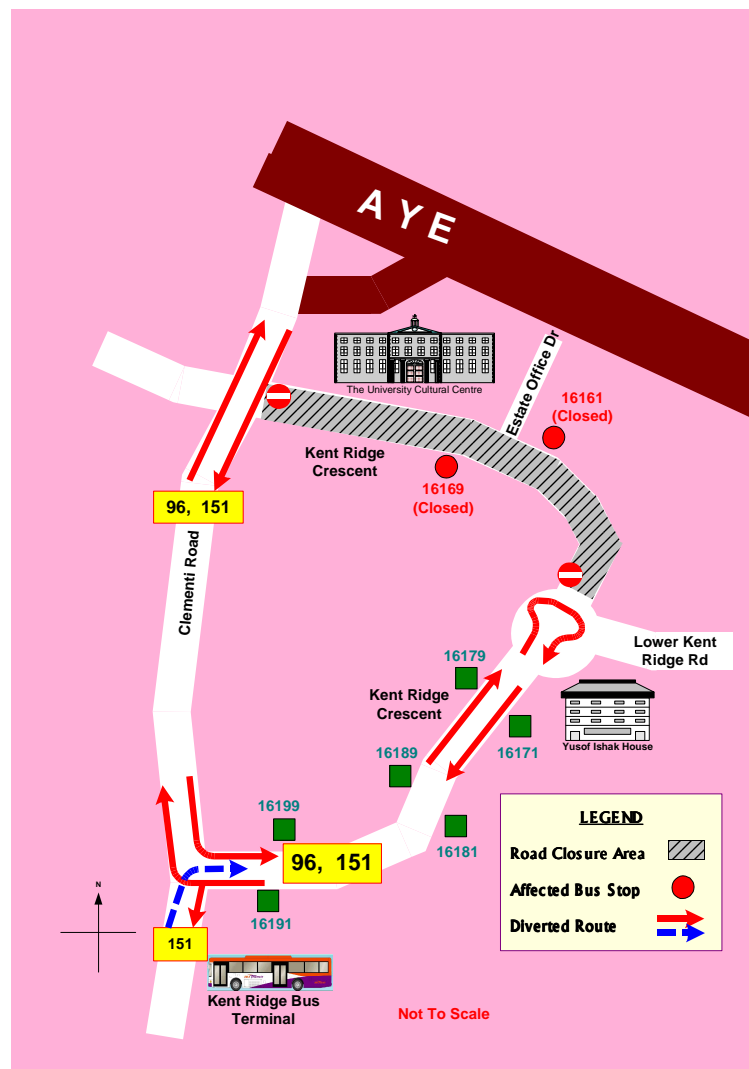 AYE
The University Cultural Centre
Estate Office Dr
16161
(Closed)
Kent Ridge
Crescent
16169
(Closed)
96, 151
Clementi Road
Lower Kent
Ridge Rd
16179
Kent Ridge
Crescent
16171
Yusof Ishak House
16189
16199
16181
96, 151
16191
N
151
Kent Ridge Bus
Terminal
Not To Scale
LEGEND
Road Closure Area
Affected Bus Stop
Diverted Route